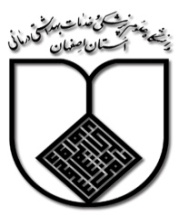 دانشگاه علوم پزشکی و خدمات بهداشتی درمانی
استان اصفهان